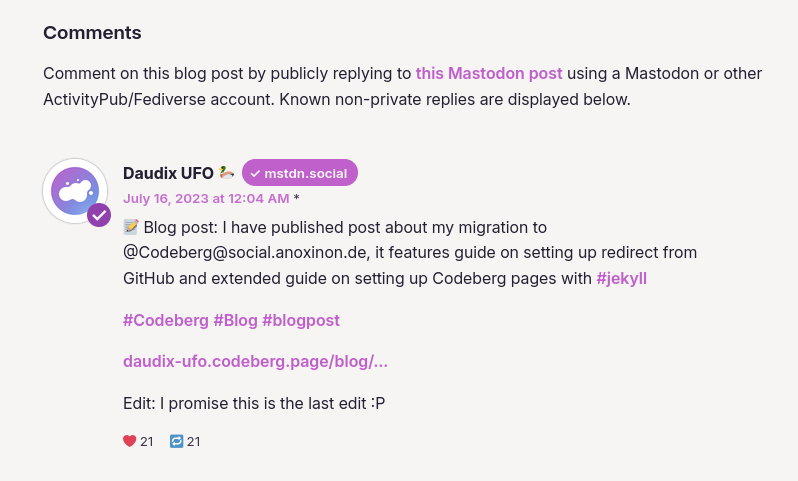 Comments
Comment on this blog post by publicly replying to this Mastodon post using a Mastodon or other
ActivityPub/Fediverse account. Known non-private replies are displayed below.
Daudix UFO mstdn.social
July 16, 2023 at 12:04 AM *
Blog post: I have published post about my migration to
@Codeberg@social.anoxinon.de, it features guide on setting up redirect from
GitHub and extended guide on setting up Codeberg pages with #jekyll
#Codeberg #Blog #blogpost
daudix-ufo.codeberg.page/blog/...
Edit: I promise this is the last edit :P
21 21